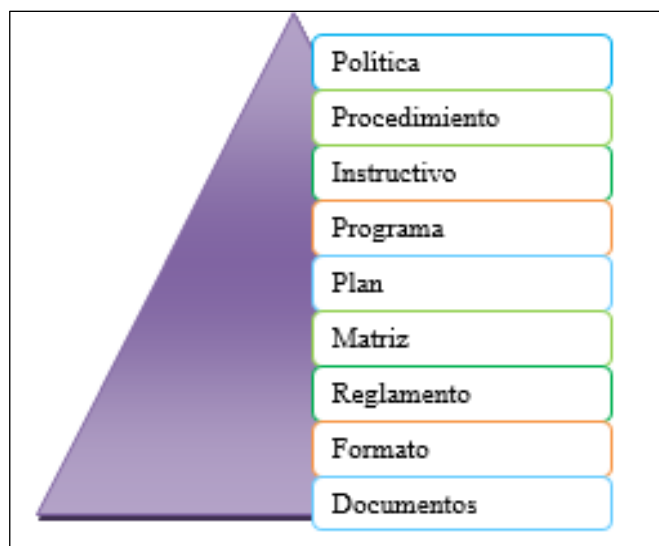 Política
Procedimiento
Instructivo
Programa
Plan
Matriz
Reglamento
Formato
Documentos